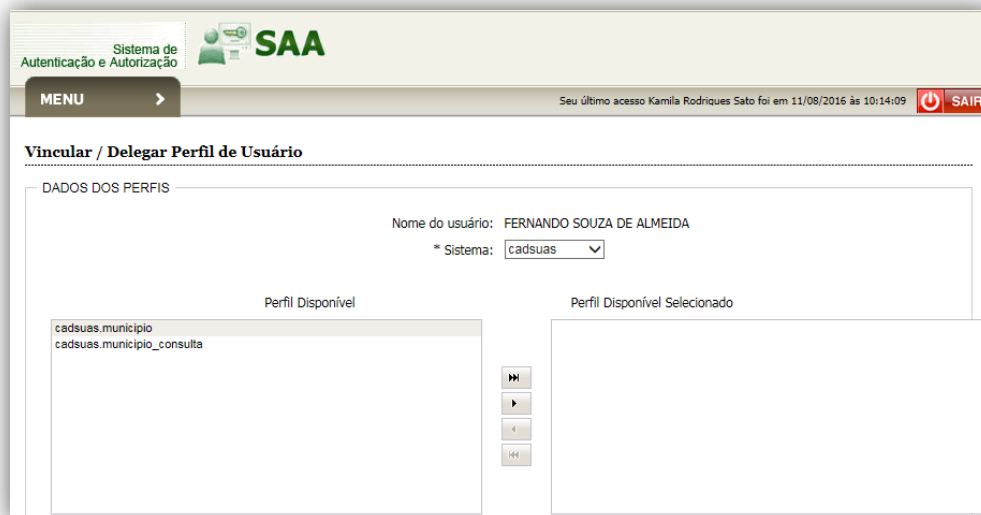 Sistema de
Autenticação e Autorização
SAA
MENU
Seu último acesso Kamila Rodrigues Sato foi em 11/08/2016 às 10:14:09
SAIR
Vincular / Delegar Perfil de Usuário
DADOS DOS PERFIS
Nome do usuário: FERNANDO SOUZA DE ALMEIDA
* Sistema: cadsuas
Perfil Disponível
Perfil Disponível Selecionado
cadsuas.municipio
cadsuas.municipio_consulta